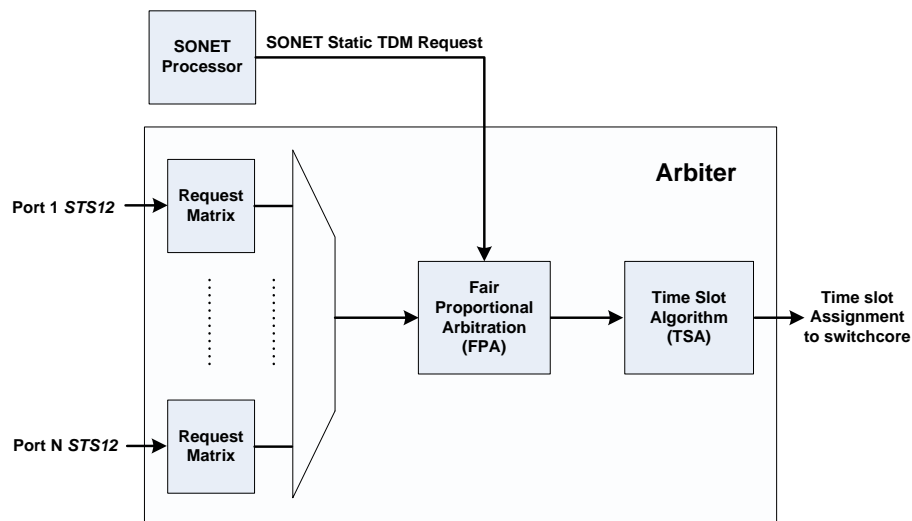 SONET
Processor
SONET Static TDM Request
Arbiter
Port 1 STS12
Request
Matrix
Fair
Proportional
Arbitration
(FPA)
Time Slot
Algorithm
(TSA)
Time slot
Assignment
to switchcore
Port N STS12
Request
Matrix